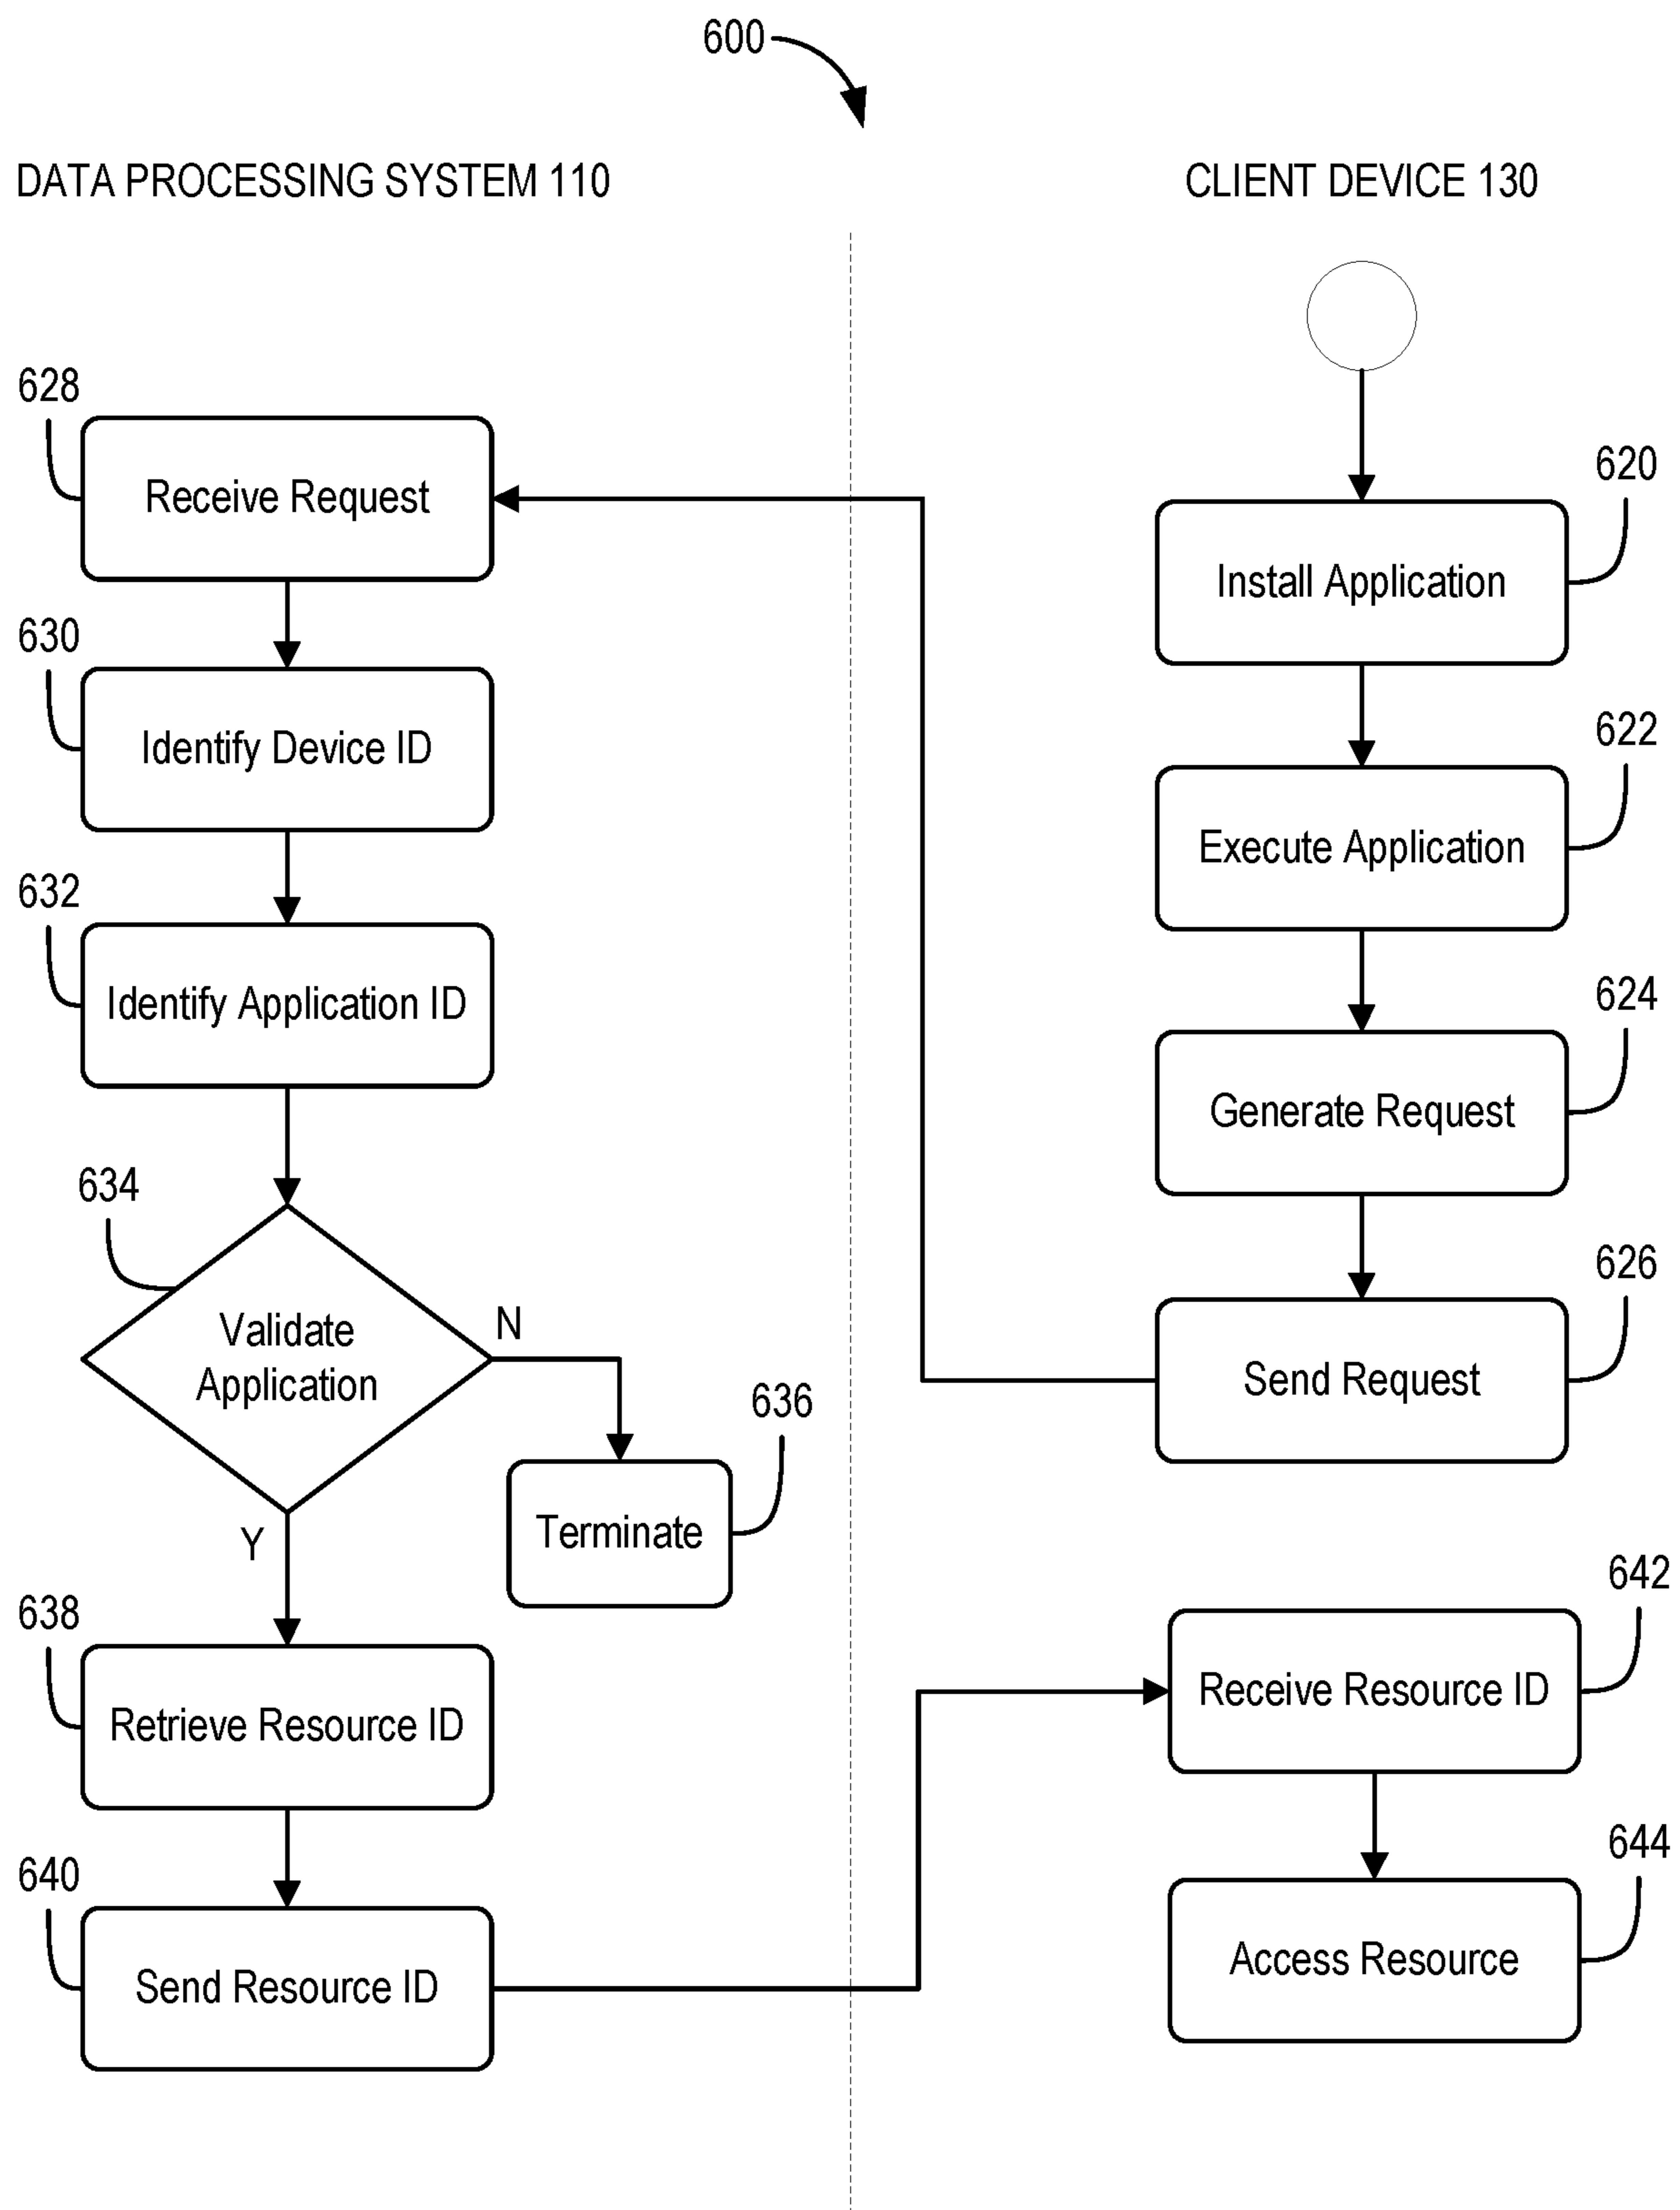 600
DATA PROCESSING SYSTEM 110
CLIENT DEVICE 130
628
Receive Request
630
Identify Device ID
632
Identify Application ID
634
Validate
Application
N
636
Terminate
Y
638
Retrieve Resource ID
640
Send Resource ID
620
Install Application
622
Execute Application
624
Generate Request
626
Send Request
642
Receive Resource ID
644
Access Resource